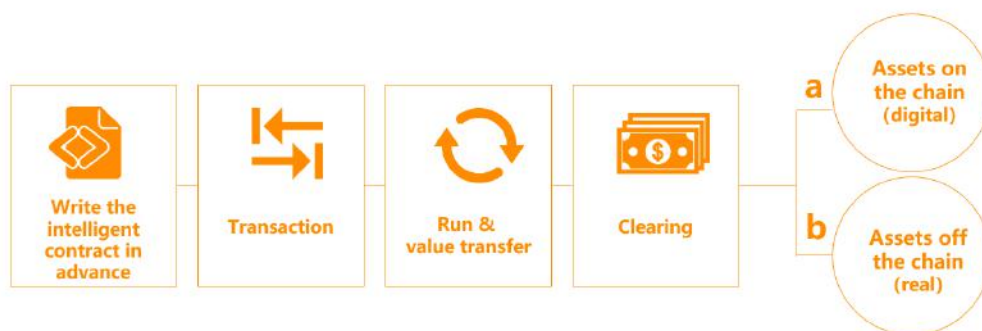 Write the
intelligent
contract in
advance
Transaction
Run &
value transfer
$
Clearing
a
Assets on
the chain
(digital)
b
Assets off
the chain
(real)